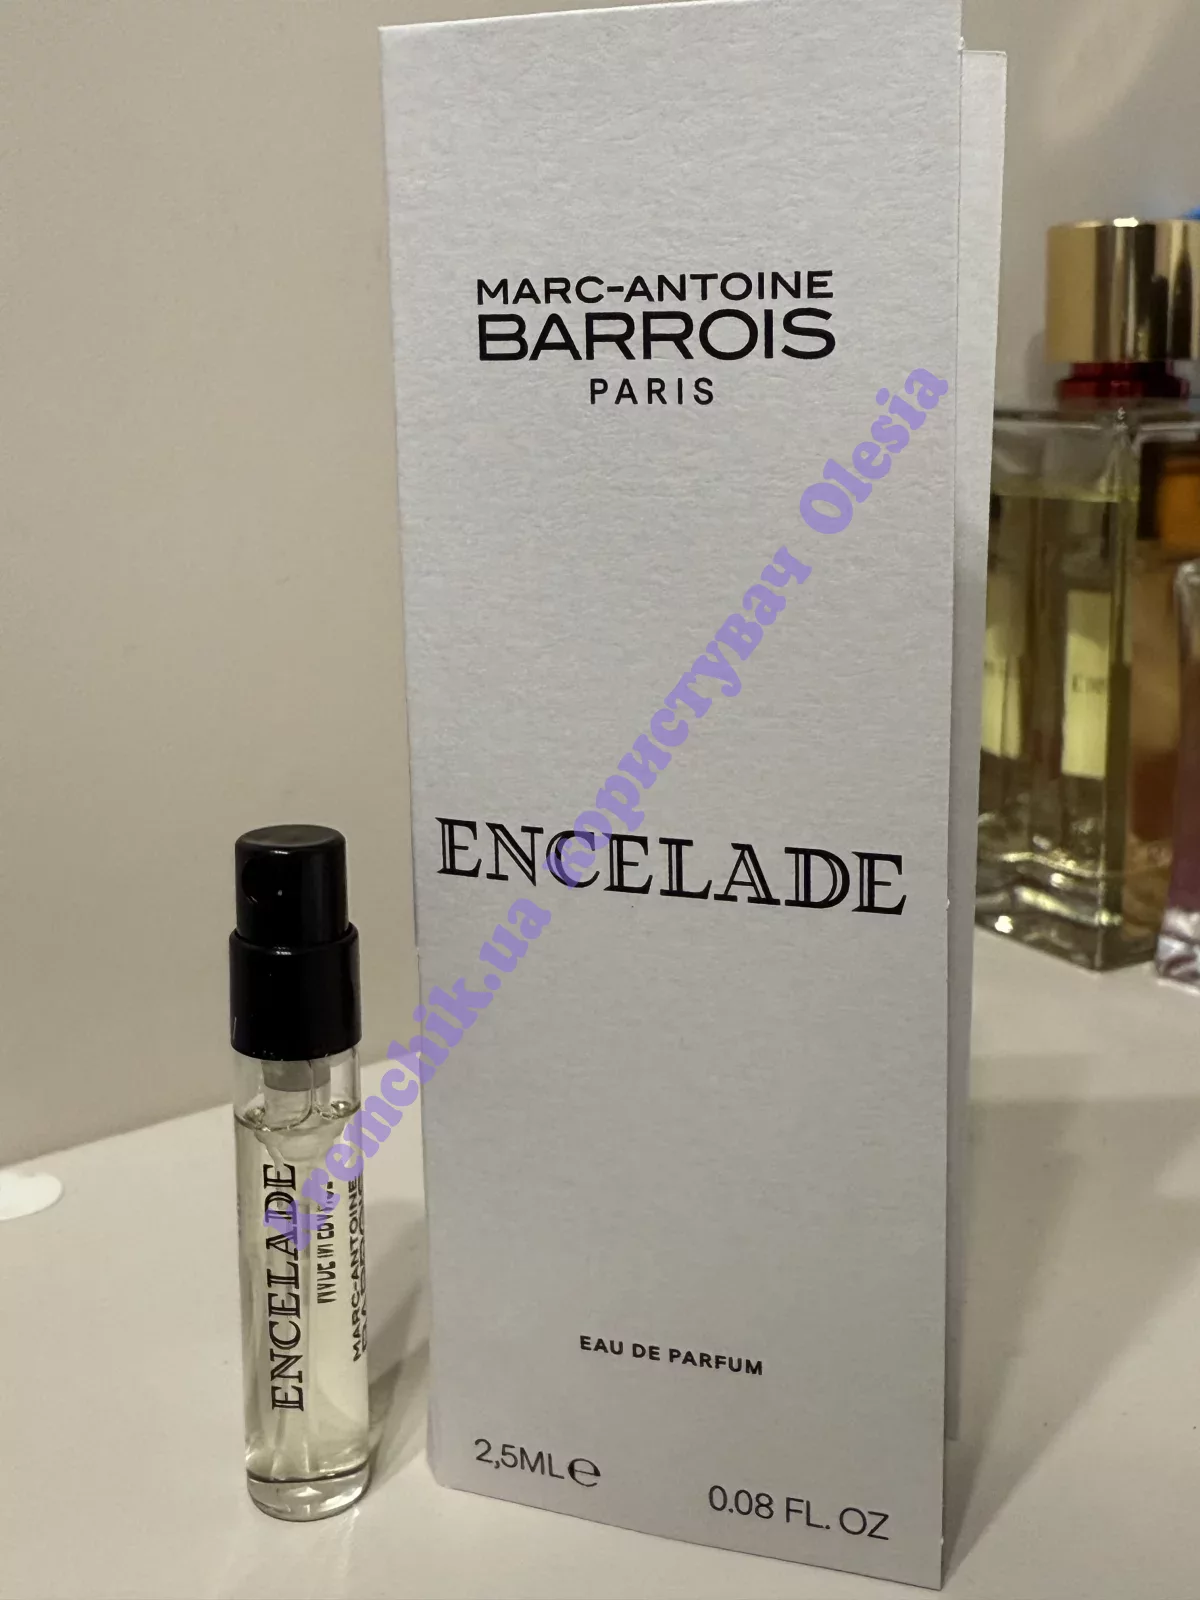 MARC-ANTOINE
BARROIS
PARIS
ENCELADE
EAU DE PARFUM
2,5ML℮
0.08 FL. OZ
ENCELADE
MARC-ANTOINE
Kremchik.ua користувач Olesia